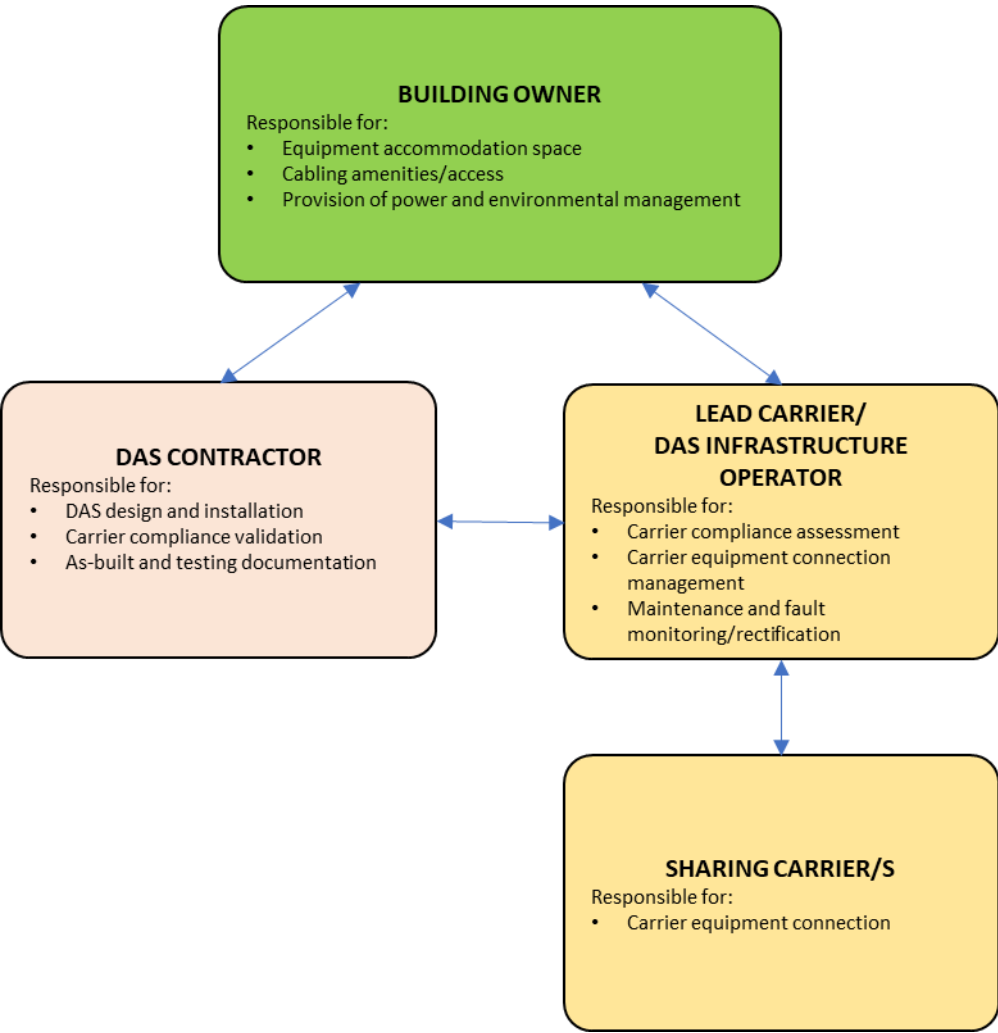 BUILDING OWNER
Responsible for:
• Equipment accommodation space
• Cabling amenities/access
• Provision of power and environmental management
DAS CONTRACTOR
Responsible for:
• DAS design and installation
• Carrier compliance validation
• As-built and testing documentation
LEAD CARRIER/
DAS INFRASTRUCTURE
OPERATOR
Responsible for:
• Carrier compliance assessment
• Carrier equipment connection
management
• Maintenance and fault
monitoring/rectification
SHARING CARRIER/S
Responsible for:
• Carrier equipment connection